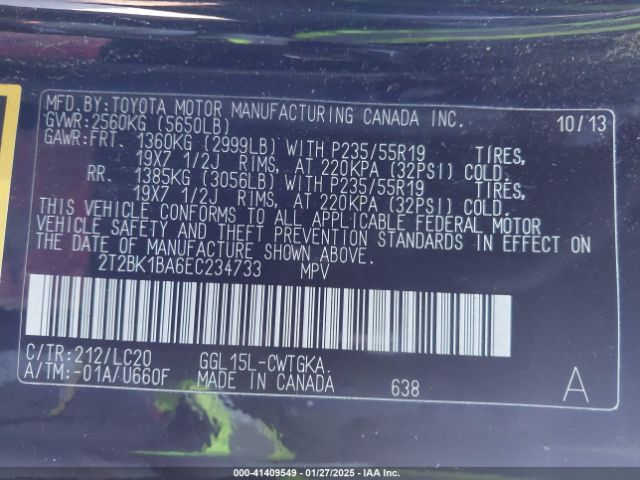 MFD.BY:TOYOTA MOTOR MANUFACTURING CANADA INC. 10/13
GVWR:2560KG (5650LB)
GAWR:FRT. 1360KG (2999LB) WITH P235/55R19 TIRES,
19X7 1/2J RIMS, AT 220KPA (32PSI) COLD.
RR. 1385KG (3056LB) WITH P235/55R19 TIRES,
19X7 1/2J RIMS, AT 220KPA (32PSI) COLD.
THIS VEHICLE CONFORMS TO ALL APPLICABLE FEDERAL MOTOR
VEHICLE SAFETY AND THEFT PREVENTION STANDARDS IN EFFECT ON
THE DATE OF MANUFACTURE SHOWN ABOVE.
2T2BK1BA6EC234733 MPV
C/TR:212/LC20 GGL15L-CWTGKA
A/TM:-01A/U660F MADE IN CANADA 638 A
000-41409549 - 01/27/2025 - IAA Inc.